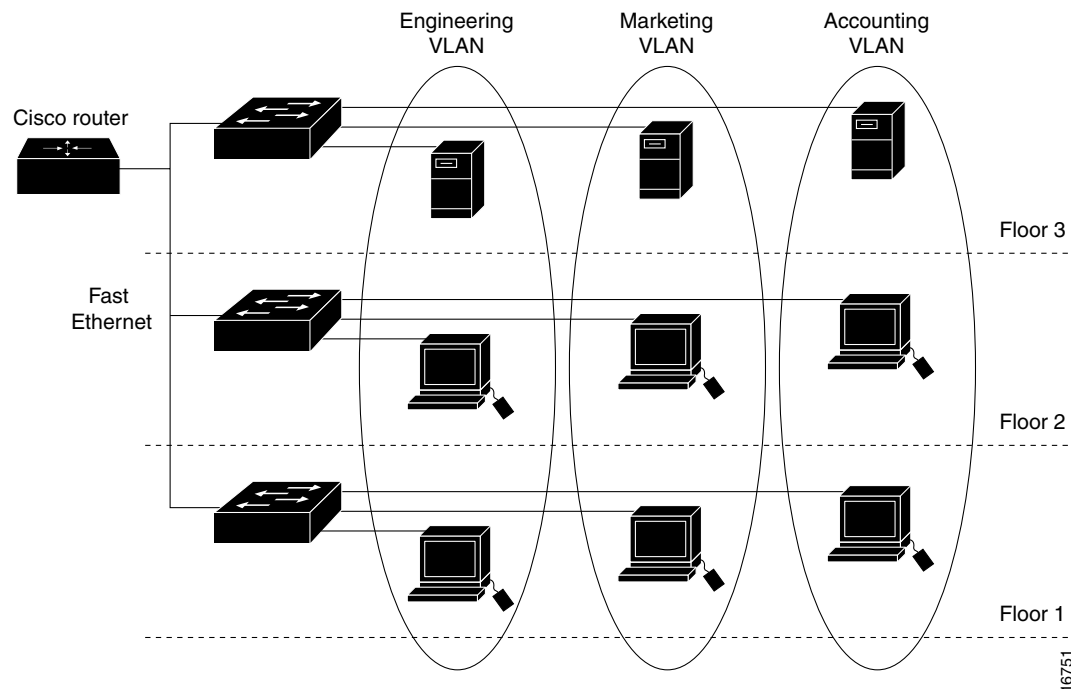 Engineering
VLAN
Marketing
VLAN
Accounting
VLAN
Cisco router
Floor 3
Fast
Ethernet
Floor 2
Floor 1
16751